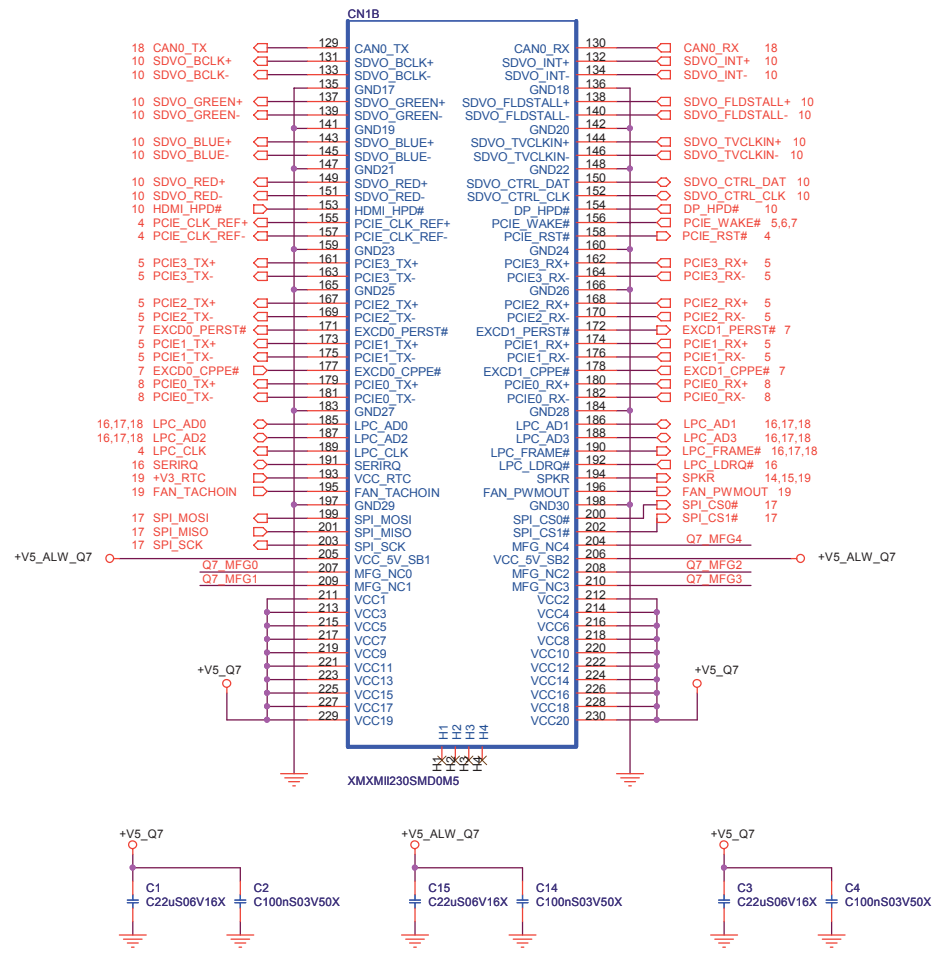 CN1B
18 CAN0_TX 129 CAN0_TX CAN0_RX 130 CAN0_RX 18
10 SDVO_BCLK+ 131 SDVO_BCLK+ SDVO_INT+ 132 SDVO_INT+ 10
10 SDVO_BCLK- 133 SDVO_BCLK- SDVO_INT- 134 SDVO_INT- 10
135 GND17 GND18 136
10 SDVO_GREEN+ 137 SDVO_GREEN+ SDVO_FLDSTALL+ 138 SDVO_FLDSTALL+ 10
10 SDVO_GREEN- 139 SDVO_GREEN- SDVO_FLDSTALL- 140 SDVO_FLDSTALL- 10
141 GND19 GND20 142
10 SDVO_BLUE+ 143 SDVO_BLUE+ SDVO_TVCLKIN+ 144 SDVO_TVCLKIN+ 10
10 SDVO_BLUE- 145 SDVO_BLUE- SDVO_TVCLKIN- 146 SDVO_TVCLKIN- 10
147 GND21 GND22 148
10 SDVO_RED+ 149 SDVO_RED+ SDVO_CTRL_DAT 150 SDVO_CTRL_DAT 10
10 SDVO_RED- 151 SDVO_RED- SDVO_CTRL_CLK 152 SDVO_CTRL_CLK 10
10 HDMI_HPD# 153 HDMI_HPD# DP_HPD# 154 DP_HPD# 10
4 PCIE_CLK_REF+ 155 PCIE_CLK_REF+ PCIE_WAKE# 156 PCIE_WAKE# 5,6,7
4 PCIE_CLK_REF- 157 PCIE_CLK_REF- PCIE_RST# 158 PCIE_RST# 4
159 GND23 GND24 160
5 PCIE3_TX+ 161 PCIE3_TX+ PCIE3_RX+ 162 PCIE3_RX+ 5
5 PCIE3_TX- 163 PCIE3_TX- PCIE3_RX- 164 PCIE3_RX- 5
165 GND25 GND26 166
5 PCIE2_TX+ 167 PCIE2_TX+ PCIE2_RX+ 168 PCIE2_RX+ 5
5 PCIE2_TX- 169 PCIE2_TX- PCIE2_RX- 170 PCIE2_RX- 5
7 EXCD0_PERST# 171 EXCD0_PERST# EXCD1_PERST# 172 EXCD1_PERST# 7
5 PCIE1_TX+ 173 PCIE1_TX+ PCIE1_RX+ 174 PCIE1_RX+ 5
5 PCIE1_TX- 175 PCIE1_TX- PCIE1_RX- 176 PCIE1_RX- 5
7 EXCD0_CPPE# 177 EXCD0_CPPE# EXCD1_CPPE# 178 EXCD1_CPPE# 7
8 PCIE0_TX+ 179 PCIE0_TX+ PCIE0_RX+ 180 PCIE0_RX+ 8
8 PCIE0_TX- 181 PCIE0_TX- PCIE0_RX- 182 PCIE0_RX- 8
183 GND27 GND28 184
16,17,18 LPC_AD0 185 LPC_AD0 LPC_AD1 186 LPC_AD1 16,17,18
16,17,18 LPC_AD2 187 LPC_AD2 LPC_AD3 188 LPC_AD3 16,17,18
4 LPC_CLK 189 LPC_CLK LPC_FRAME# 190 LPC_FRAME# 16,17,18
16 SERIRQ 191 SERIRQ LPC_LDRQ# 192 LPC_LDRQ# 16
19 +V3_RTC 193 VCC_RTC SPKR 194 SPKR 14,15,19
19 FAN_TACHOIN 195 FAN_TACHOIN FAN_PWMOUT 196 FAN_PWMOUT 19
197 GND29 GND30 198 SPI_CS0# 17
17 SPI_MOSI 199 SPI_MOSI SPI_CS0# 200 SPI_CS1# 17
17 SPI_MISO 201 SPI_MISO SPI_CS1# 202
17 SPI_SCK 203 SPI_SCK MFG_NC4 204 Q7_MFG4
+V5_ALW_Q7 205 VCC_5V_SB1 VCC_5V_SB2 206 +V5_ALW_Q7
Q7_MFG0 207 MFG_NC0 MFG_NC2 208 Q7_MFG2
Q7_MFG1 209 MFG_NC1 MFG_NC3 210 Q7_MFG3
211 VCC1 VCC2 212
213 VCC3 VCC4 214
215 VCC5 VCC6 216
217 VCC7 VCC8 218
219 VCC9 VCC10 220
221 VCC11 VCC12 222
+V5_Q7 223 VCC13 VCC14 224 +V5_Q7
225 VCC15 VCC16 226
227 VCC17 VCC18 228
229 VCC19 VCC20 230
H1 H2 H3 H4
H1 H2 H3 H4
XMXMII230SMD0M5
+V5_Q7 +V5_ALW_Q7 +V5_Q7
C1 C2 C15 C14 C3 C4
C22uS06V16X C100nS03V50X C22uS06V16X C100nS03V50X C22uS06V16X C100nS03V50X